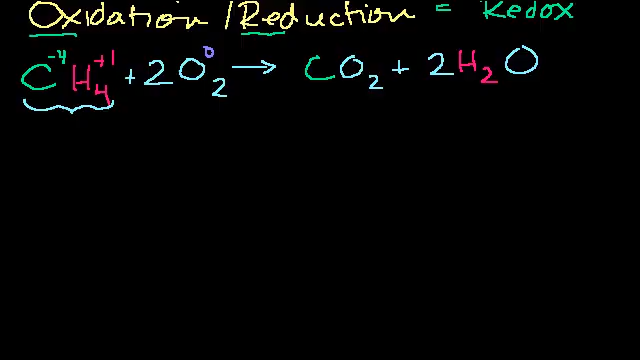 Oxidation / Reduction = Redox
C⁻⁴H₄⁺¹ + 2O₂⁰ → CO₂ + 2H₂O